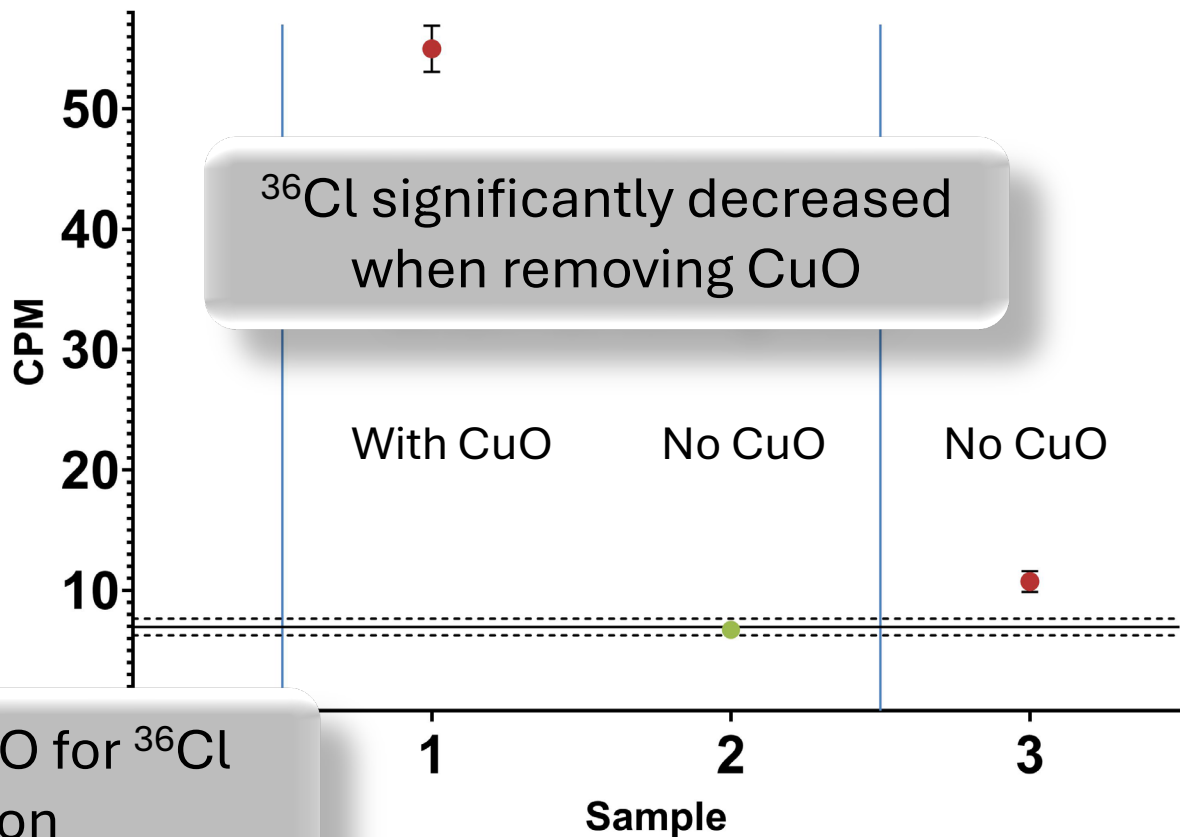 50
³⁶Cl significantly decreased
when removing CuO
40
CPM
30
With CuO No CuO No CuO
20
10
O for ³⁶Cl
on
1 2 3
Sample